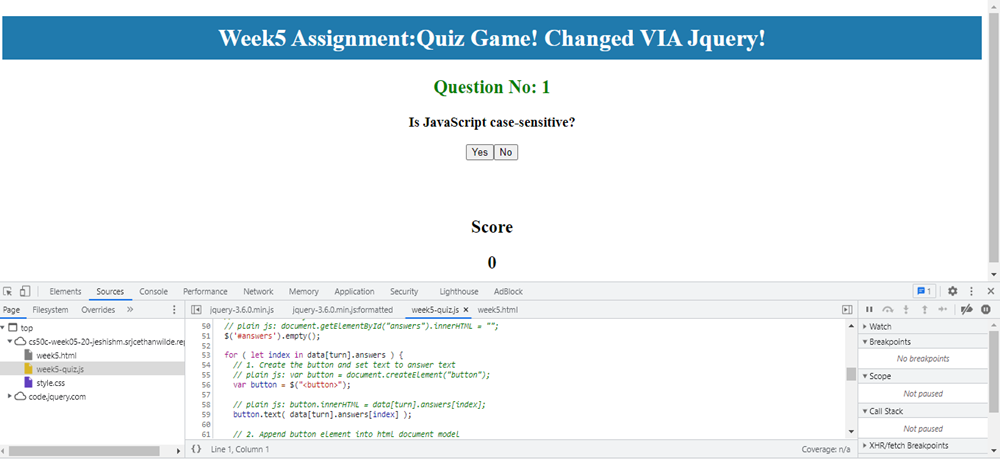 Week5 Assignment:Quiz Game! Changed VIA Jquery!
Question No: 1
Is JavaScript case-sensitive?
Yes No
Score
0
Elements Sources Console Performance Network Memory Application Security Lighthouse AdBlock 1
Page Filesystem Overrides jquery-3.6.0.min.js jquery-3.6.0.min.js:formatted week5-quiz.js × week5.html
top
cs50c-week05-20-jeshishm.srjcethanwilde.rep
week5.html
week5-quiz.js
style.css
code.jquery.com
50 // plain js: document.getElementById("answers").innerHTML = "";
51 $('#answers').empty();
52
53 for ( let index in data[turn].answers ) {
54 // 1. Create the button and set text to answer text
55 // plain js: var button = document.createElement("button");
56 var button = $("<button>");
57
58 // plain js: button.innerHTML = data[turn].answers[index];
59 button.text( data[turn].answers[index] );
60
61 // 2. Append button element into html document model
{} Line 1, Column 1 Coverage: n/a
Watch
Breakpoints
No breakpoints
Scope
Not paused
Call Stack
Not paused
XHR/fetch Breakpoints